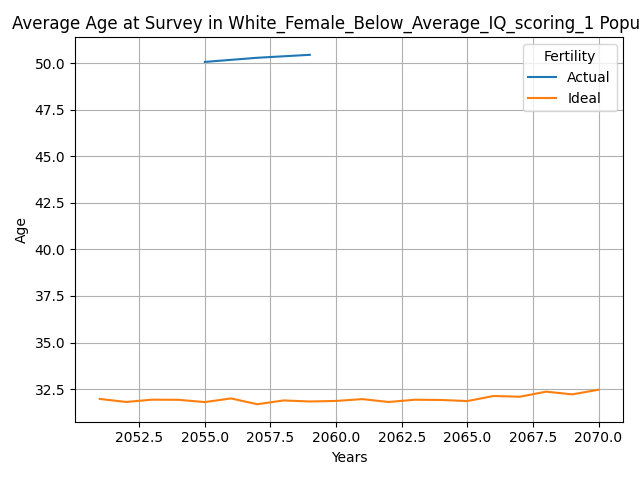 Average Age at Survey in White_Female_Below_Average_IQ_scoring_1 Popu
Fertility
Actual
Ideal
50.0
47.5
45.0
42.5
40.0
37.5
35.0
32.5
Age
2052.5 2055.0 2057.5 2060.0 2062.5 2065.0 2067.5 2070.0
Years